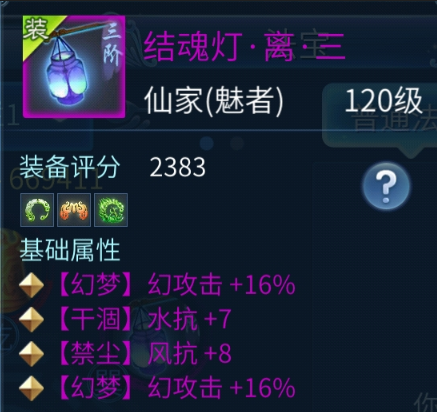 装
三阶
结魂灯·离·三
仙家(魅者) 120级
装备评分 2383
基础属性
【幻梦】幻攻击 +16%
【干涸】水抗 +7
【禁尘】风抗 +8
【幻梦】幻攻击 +16%